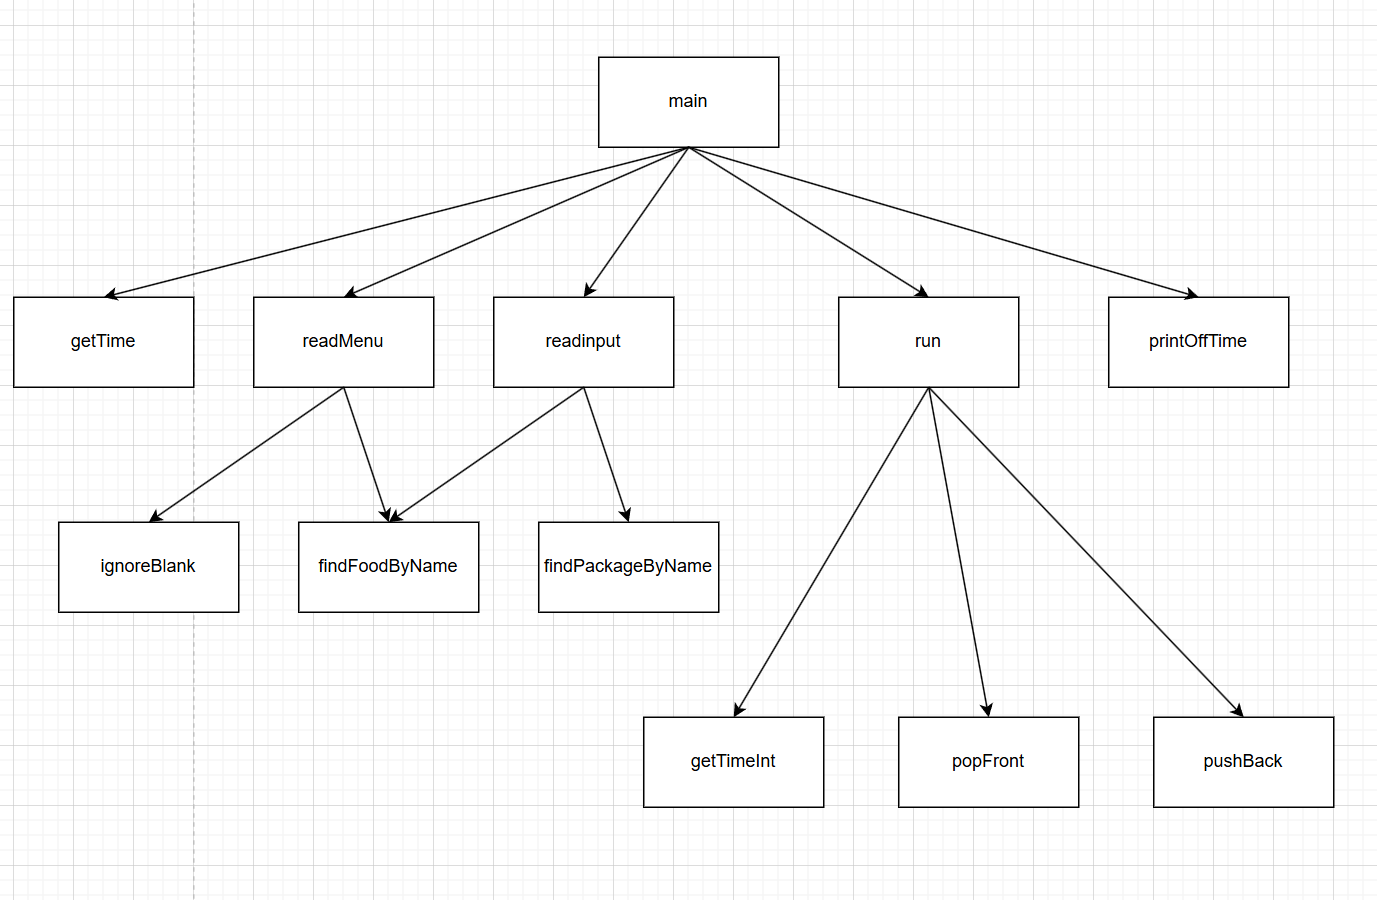 main
getTime
readMenu
readinput
run
printOffTime
ignoreBlank
findFoodByName
findPackageByName
getTimeInt
popFront
pushBack